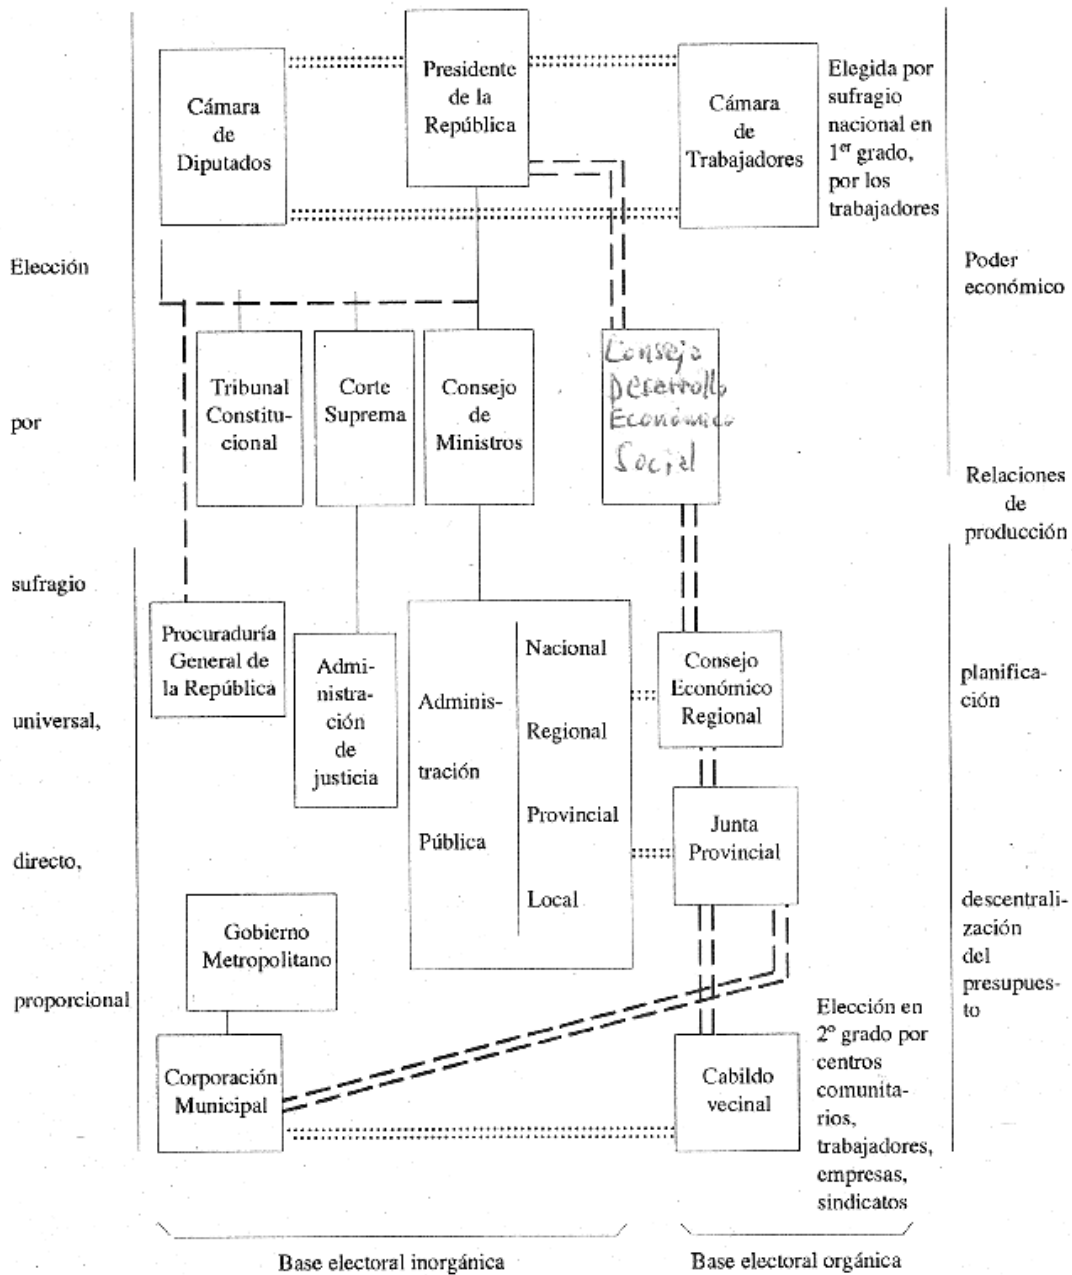 Presidente
de la
República
Cámara
de
Diputados
Cámara
de
Trabajadores
Elegida por
sufragio
nacional en
1er grado,
por los
trabajadores
Elección
por
sufragio
universal,
directo,
proporcional
Poder
económico
Relaciones
de
producción
planifica-
ción
descentrali-
zación
del
presupues-
to
Tribunal
Constitu-
cional
Corte
Suprema
Consejo
de
Ministros
Consejo
Desarrollo
Económico
Social
Procuraduría
General de
la República
Admi-
nistra-
ción
de
justicia
Adminis-
tración
Pública
Nacional
Regional
Provincial
Local
Consejo
Económico
Regional
Junta
Provincial
Gobierno
Metropolitano
Corporación
Municipal
Cabildo
vecinal
Elección en
2º grado por
centros
comunita-
rios,
trabajadores,
empresas,
sindicatos
Base electoral inorgánica
Base electoral orgánica